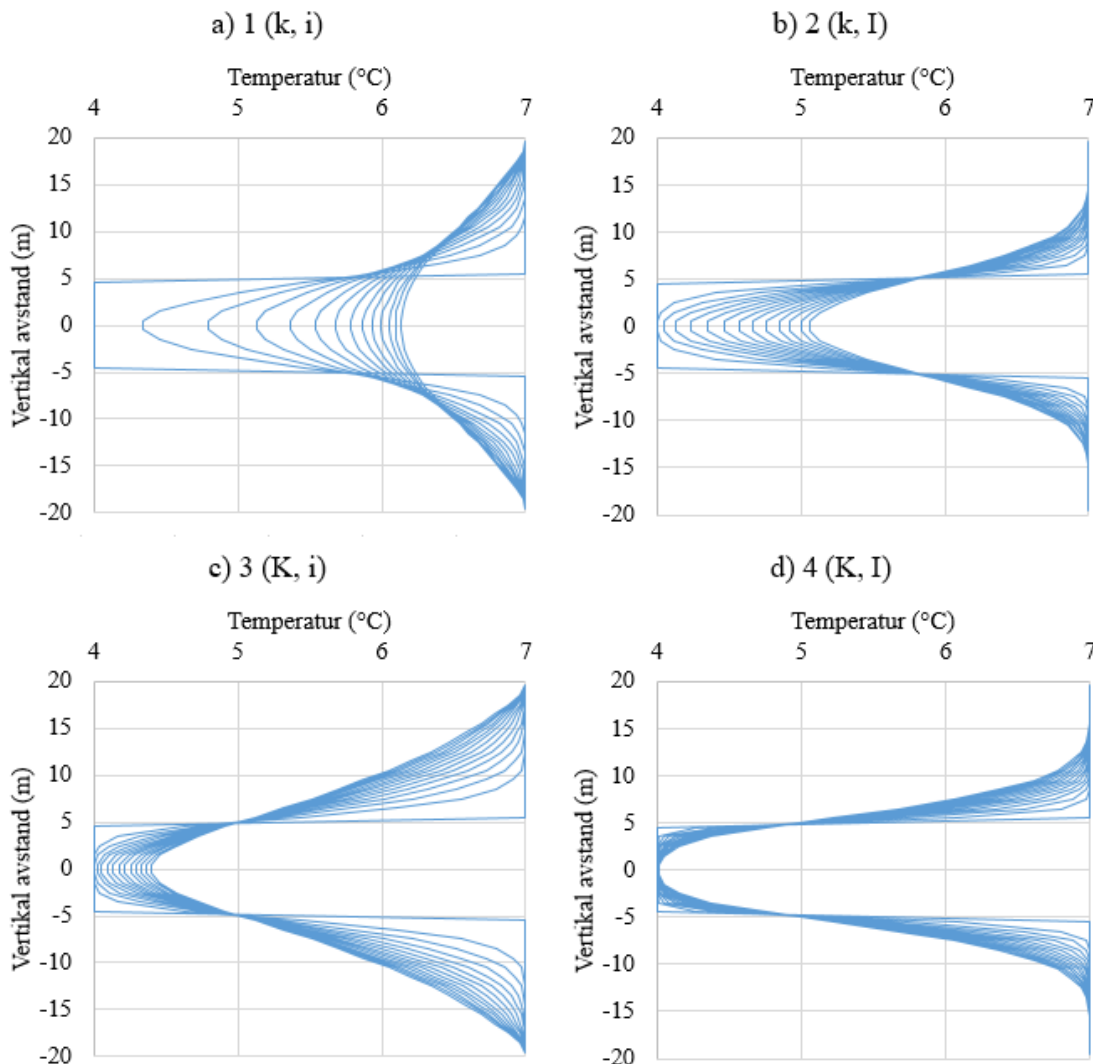 a) 1 (k, i)
Temperatur (°C)
4 5 6 7
20
15
10
5
0
-5
-10
-15
-20
Vertikal avstand (m)
b) 2 (k, I)
Temperatur (°C)
4 5 6 7
20
15
10
5
0
-5
-10
-15
-20
Vertikal avstand (m)
c) 3 (K, i)
Temperatur (°C)
4 5 6 7
20
15
10
5
0
-5
-10
-15
-20
Vertikal avstand (m)
d) 4 (K, I)
Temperatur (°C)
4 5 6 7
20
15
10
5
0
-5
-10
-15
-20
Vertikal avstand (m)